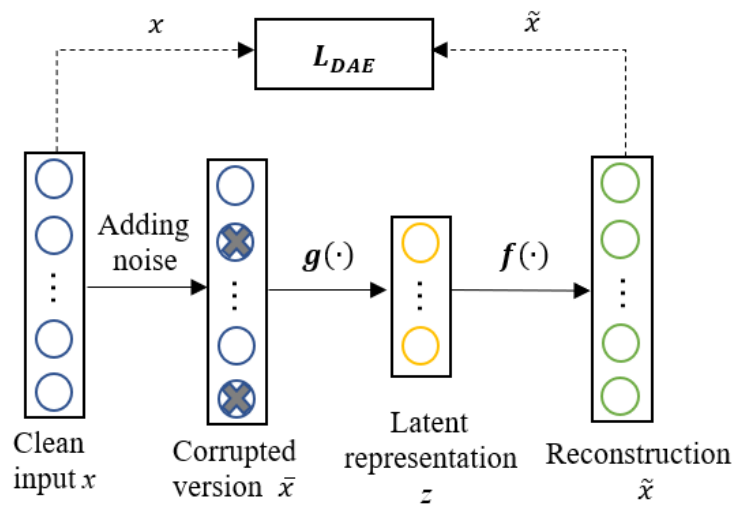 x
x̃
L_DAE
Adding
noise
g(·)
f(·)
Clean
input x
Corrupted
version x̄
Latent
representation
z
Reconstruction
x̃